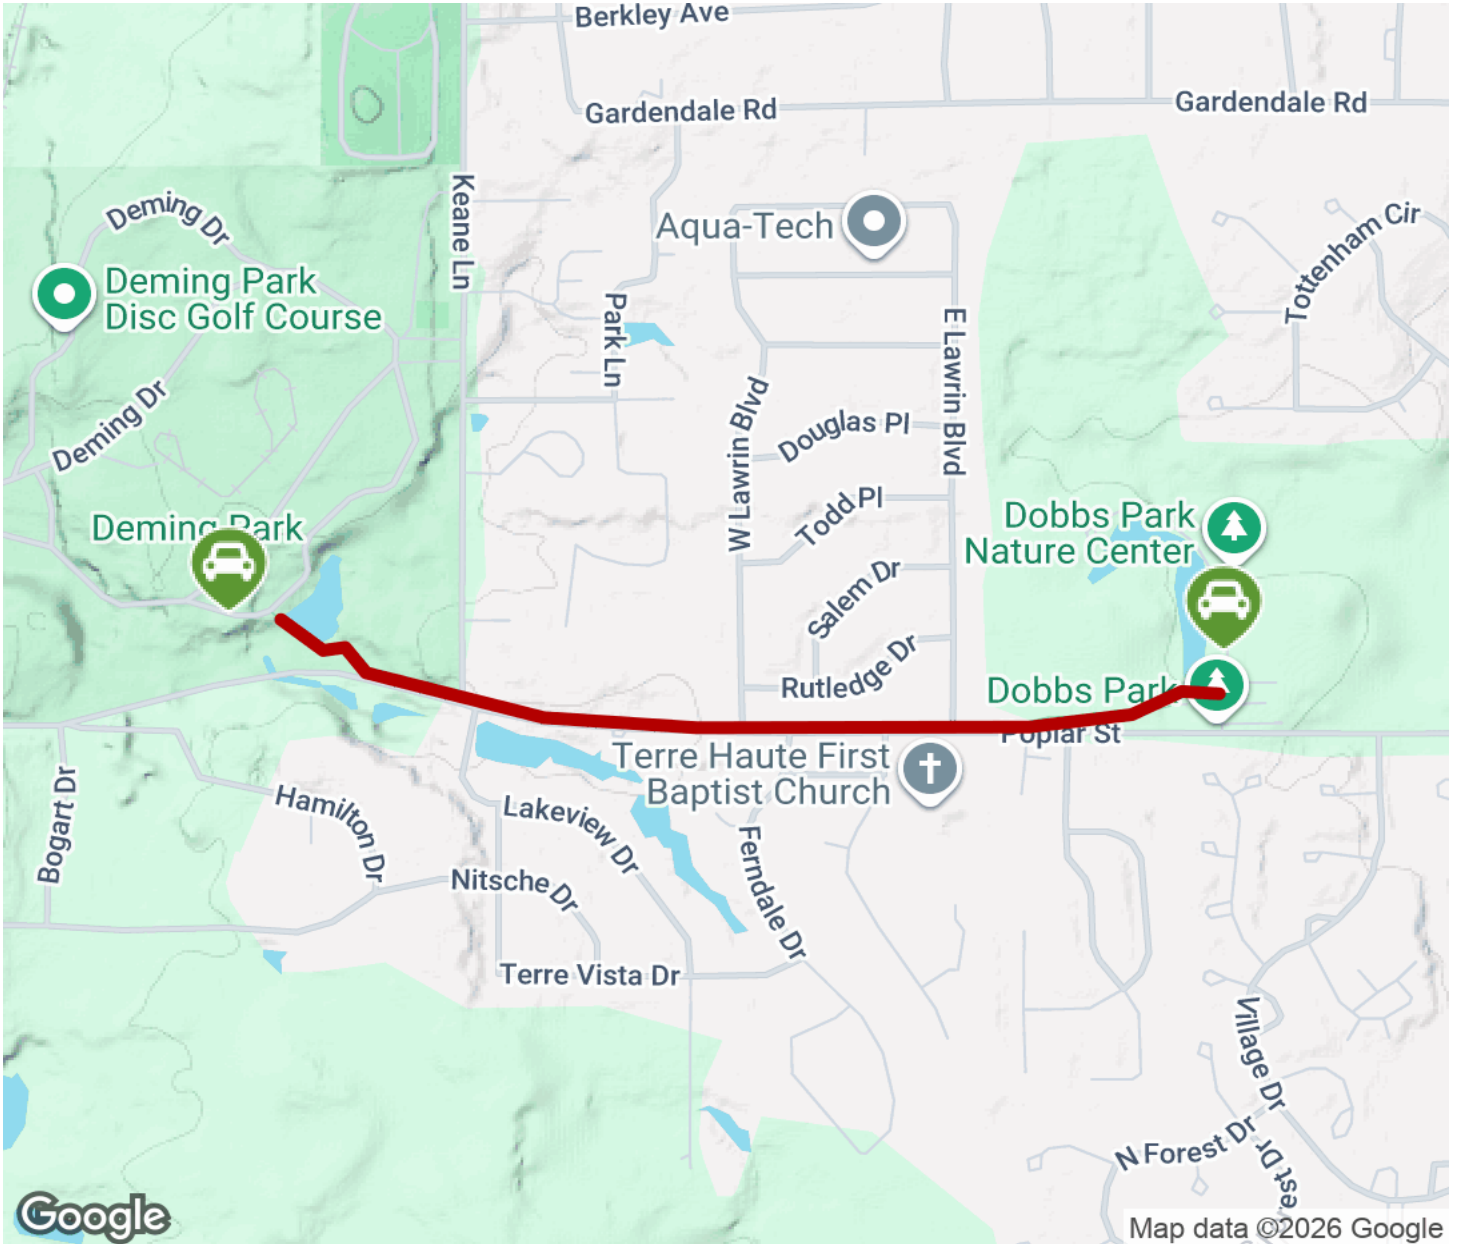 Berkley Ave
Gardendale Rd
Gardendale Rd
Keane Ln
Deming Dr
Tottenham Cir
Aqua-Tech
Deming Park
Disc Golf Course
Park Ln
E Lawrin Blvd
W Lawrin Blvd
Deming Dr
Douglas Pl
Todd Pl
Deming Park
Dobbs Park
Nature Center
Salem Dr
Rutledge Dr
Dobbs Park
Poplar St
Terre Haute First
Baptist Church
Bogart Dr
Hamilton Dr
Lakeview Dr
Nitsche Dr
Ferndale Dr
Terre Vista Dr
Village Dr
N Forest Dr
est Dr
Google
Map data ©2026 Google